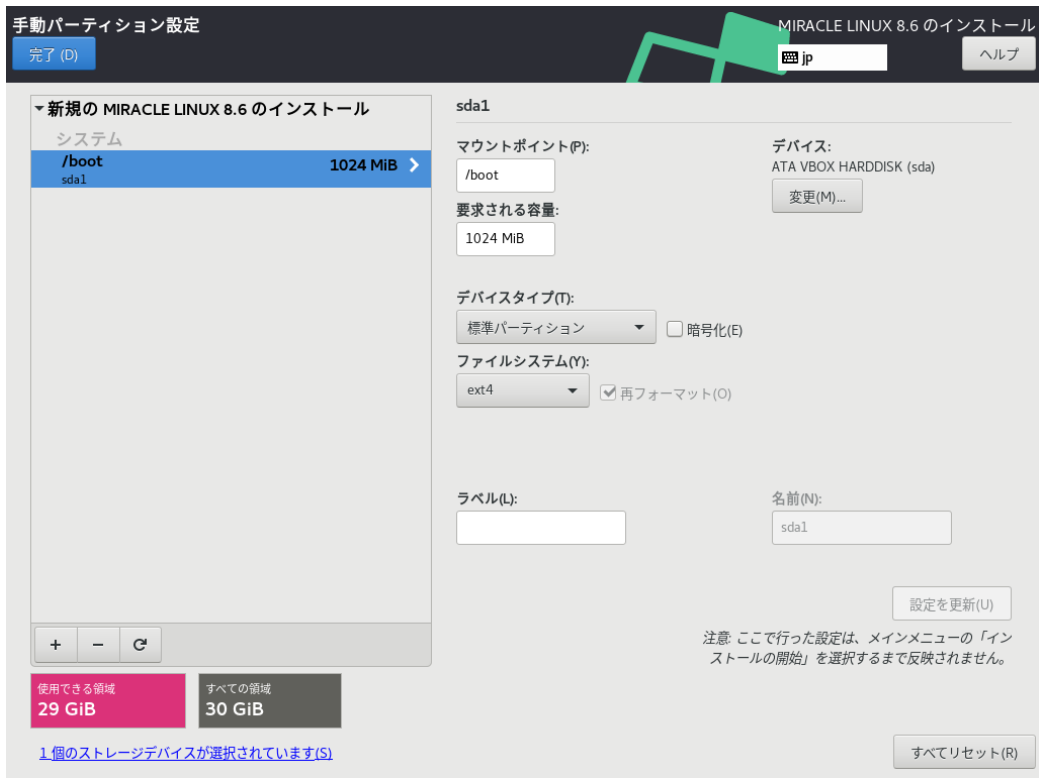 手動パーティション設定
完了 (D)
MIRACLE LINUX 8.6 のインストール
jp
ヘルプ
新規の MIRACLE LINUX 8.6 のインストール
システム
/boot
1024 MiB
sda1
sda1
マウントポイント(P):
/boot
要求される容量:
1024 MiB
デバイス:
ATA VBOX HARDDISK (sda)
変更(M)...
デバイスタイプ(T):
標準パーティション
暗号化(E)
ファイルシステム(Y):
ext4
再フォーマット(O)
ラベル(L):
名前(N):
sda1
設定を更新(U)
注意: ここで行った設定は、メインメニューの「イン
ストールの開始」を選択するまで反映されません。
使用できる領域
29 GiB
すべての領域
30 GiB
1 個のストレージデバイスが選択されています(S)
すべてリセット(R)